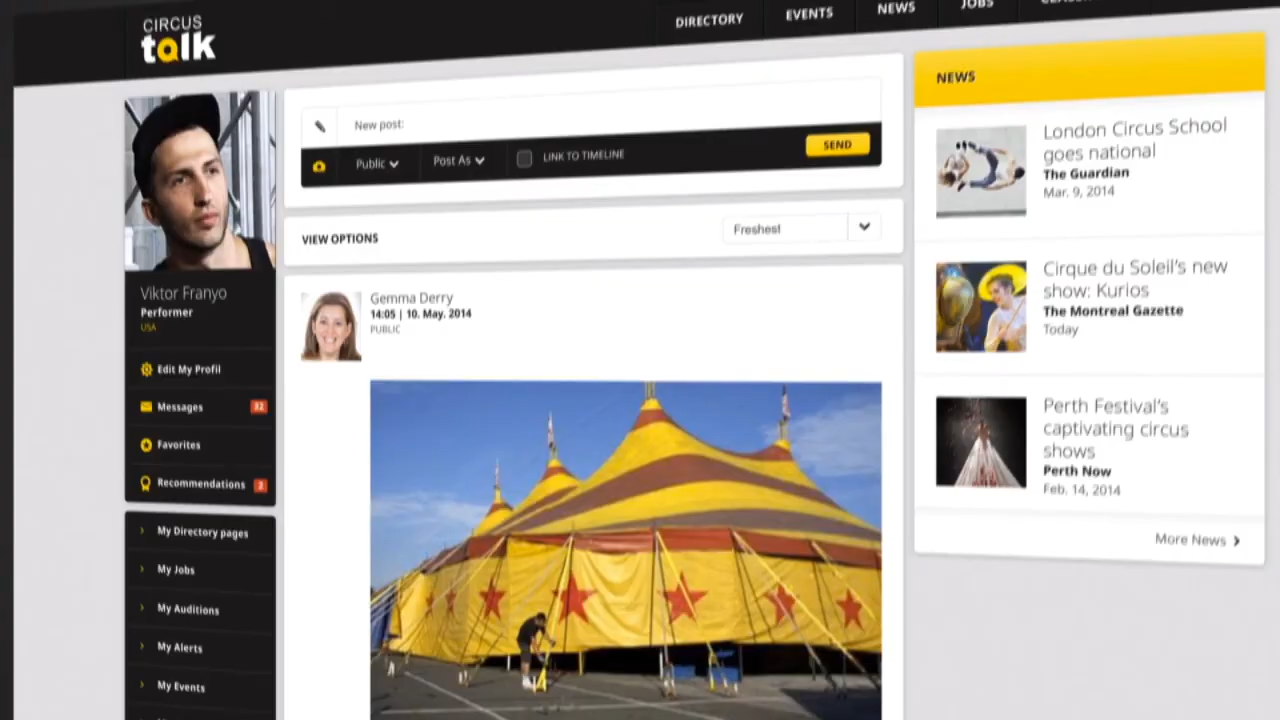 CIRCUS
talk
DIRECTORY
EVENTS
NEWS
JOBS
Viktor Franyo
Performer
USA
Edit My Profil
Messages
32
Favorites
Recommendations
2
My Directory pages
My Jobs
My Auditions
My Alerts
My Events
New post:
Public
Post As
LINK TO TIMELINE
SEND
VIEW OPTIONS
Freshest
Gemma Derry
14:05 | 10. May. 2014
PUBLIC
NEWS
London Circus School
goes national
The Guardian
Mar. 9, 2014
Cirque du Soleil's new
show: Kurios
The Montreal Gazette
Today
Perth Festival's
captivating circus
shows
Perth Now
Feb. 14, 2014
More News